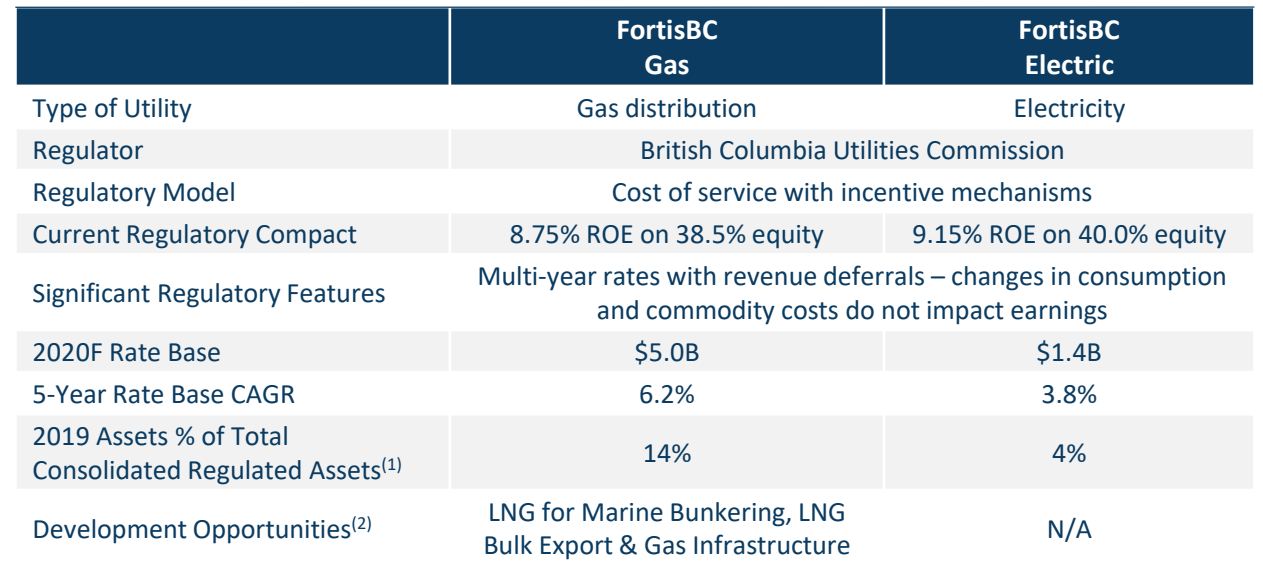 FortisBC
Gas
FortisBC
Electric
Type of Utility
Gas distribution
Electricity
Regulator
British Columbia Utilities Commission
Regulatory Model
Cost of service with incentive mechanisms
Current Regulatory Compact
8.75% ROE on 38.5% equity
9.15% ROE on 40.0% equity
Significant Regulatory Features
Multi-year rates with revenue deferrals – changes in consumption
and commodity costs do not impact earnings
2020F Rate Base
$5.0B
$1.4B
5-Year Rate Base CAGR
6.2%
3.8%
2019 Assets % of Total
Consolidated Regulated Assets(1)
14%
4%
Development Opportunities(2)
LNG for Marine Bunkering, LNG
Bulk Export & Gas Infrastructure
N/A